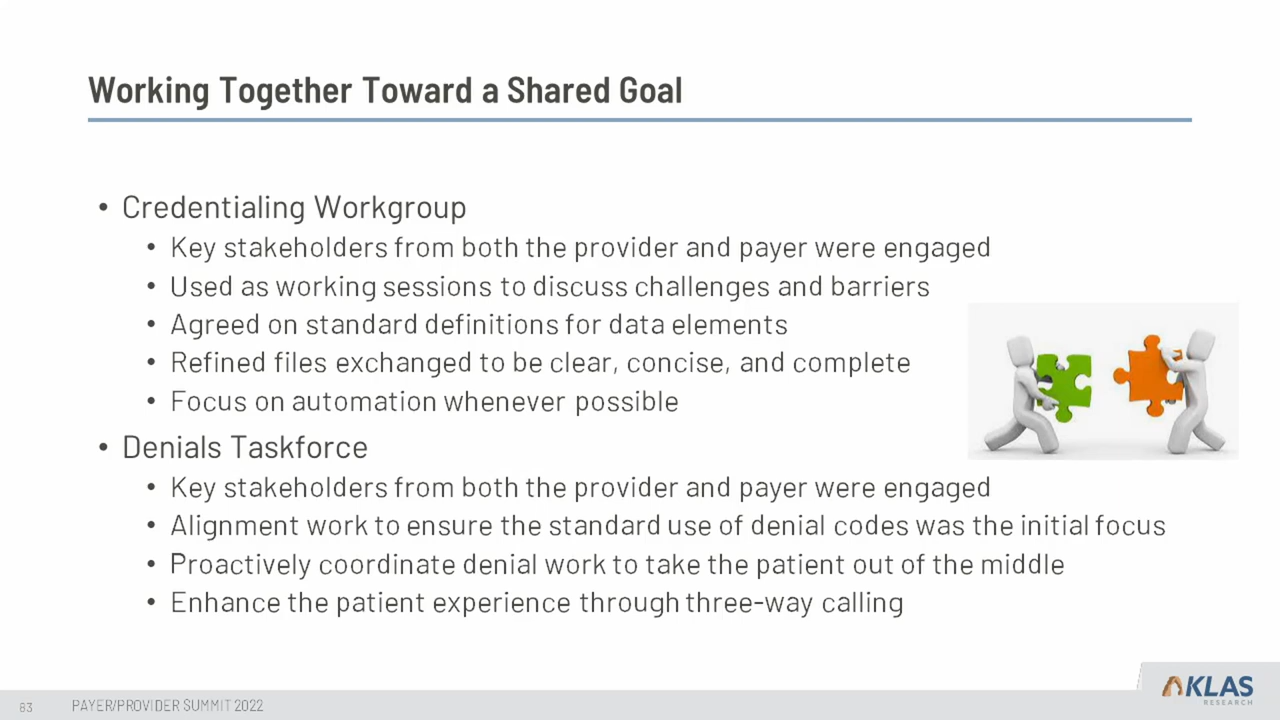 Working Together Toward a Shared Goal
• Credentialing Workgroup
• Key stakeholders from both the provider and payer were engaged
• Used as working sessions to discuss challenges and barriers
• Agreed on standard definitions for data elements
• Refined files exchanged to be clear, concise, and complete
• Focus on automation whenever possible
• Denials Taskforce
• Key stakeholders from both the provider and payer were engaged
• Alignment work to ensure the standard use of denial codes was the initial focus
• Proactively coordinate denial work to take the patient out of the middle
• Enhance the patient experience through three-way calling
83 PAYER/PROVIDER SUMMIT 2022
KLAS
RESEARCH